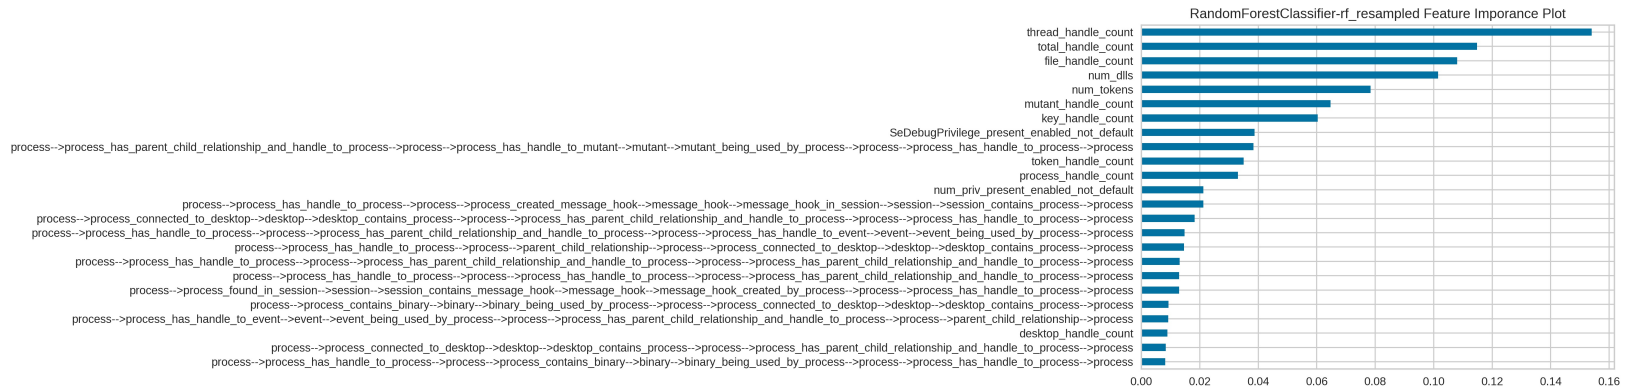 RandomForestClassifier-rf_resampled Feature Imporance Plot
thread_handle_count
total_handle_count
file_handle_count
num_dlls
num_tokens
mutant_handle_count
key_handle_count
SeDebugPrivilege_present_enabled_not_default
process-->process_has_parent_child_relationship_and_handle_to_process-->process-->process_has_handle_to_mutant-->mutant-->mutant_being_used_by_process-->process-->process_has_handle_to_process-->process
token_handle_count
process_handle_count
num_priv_present_enabled_not_default
process-->process_has_handle_to_process-->process-->process_created_message_hook-->message_hook-->message_hook_in_session-->session-->session_contains_process-->process
process-->process_connected_to_desktop-->desktop-->desktop_contains_process-->process-->process_has_parent_child_relationship_and_handle_to_process-->process-->process_has_handle_to_process-->process
process-->process_has_handle_to_process-->process-->process_has_parent_child_relationship_and_handle_to_process-->process-->process_has_handle_to_event-->event-->event_being_used_by_process-->process
process-->process_has_handle_to_process-->process-->parent_child_relationship-->process-->process_connected_to_desktop-->desktop-->desktop_contains_process-->process
process-->process_has_handle_to_process-->process-->process_has_parent_child_relationship_and_handle_to_process-->process-->process_has_parent_child_relationship_and_handle_to_process-->process
process-->process_has_handle_to_process-->process-->process_has_handle_to_process-->process-->process_has_parent_child_relationship_and_handle_to_process-->process
process-->process_found_in_session-->session-->session_contains_message_hook-->message_hook-->message_hook_created_by_process-->process-->process_has_handle_to_process-->process
process-->process_contains_binary-->binary-->binary_being_used_by_process-->process-->process_connected_to_desktop-->desktop-->desktop_contains_process-->process
process-->process_has_handle_to_event-->event-->event_being_used_by_process-->process-->process_has_parent_child_relationship_and_handle_to_process-->process-->parent_child_relationship-->process
desktop_handle_count
process-->process_connected_to_desktop-->desktop-->desktop_contains_process-->process-->process_has_parent_child_relationship_and_handle_to_process-->process
process-->process_has_handle_to_process-->process-->process_contains_binary-->binary-->binary_being_used_by_process-->process-->process_has_handle_to_process-->process
0.00 0.02 0.04 0.06 0.08 0.10 0.12 0.14 0.16